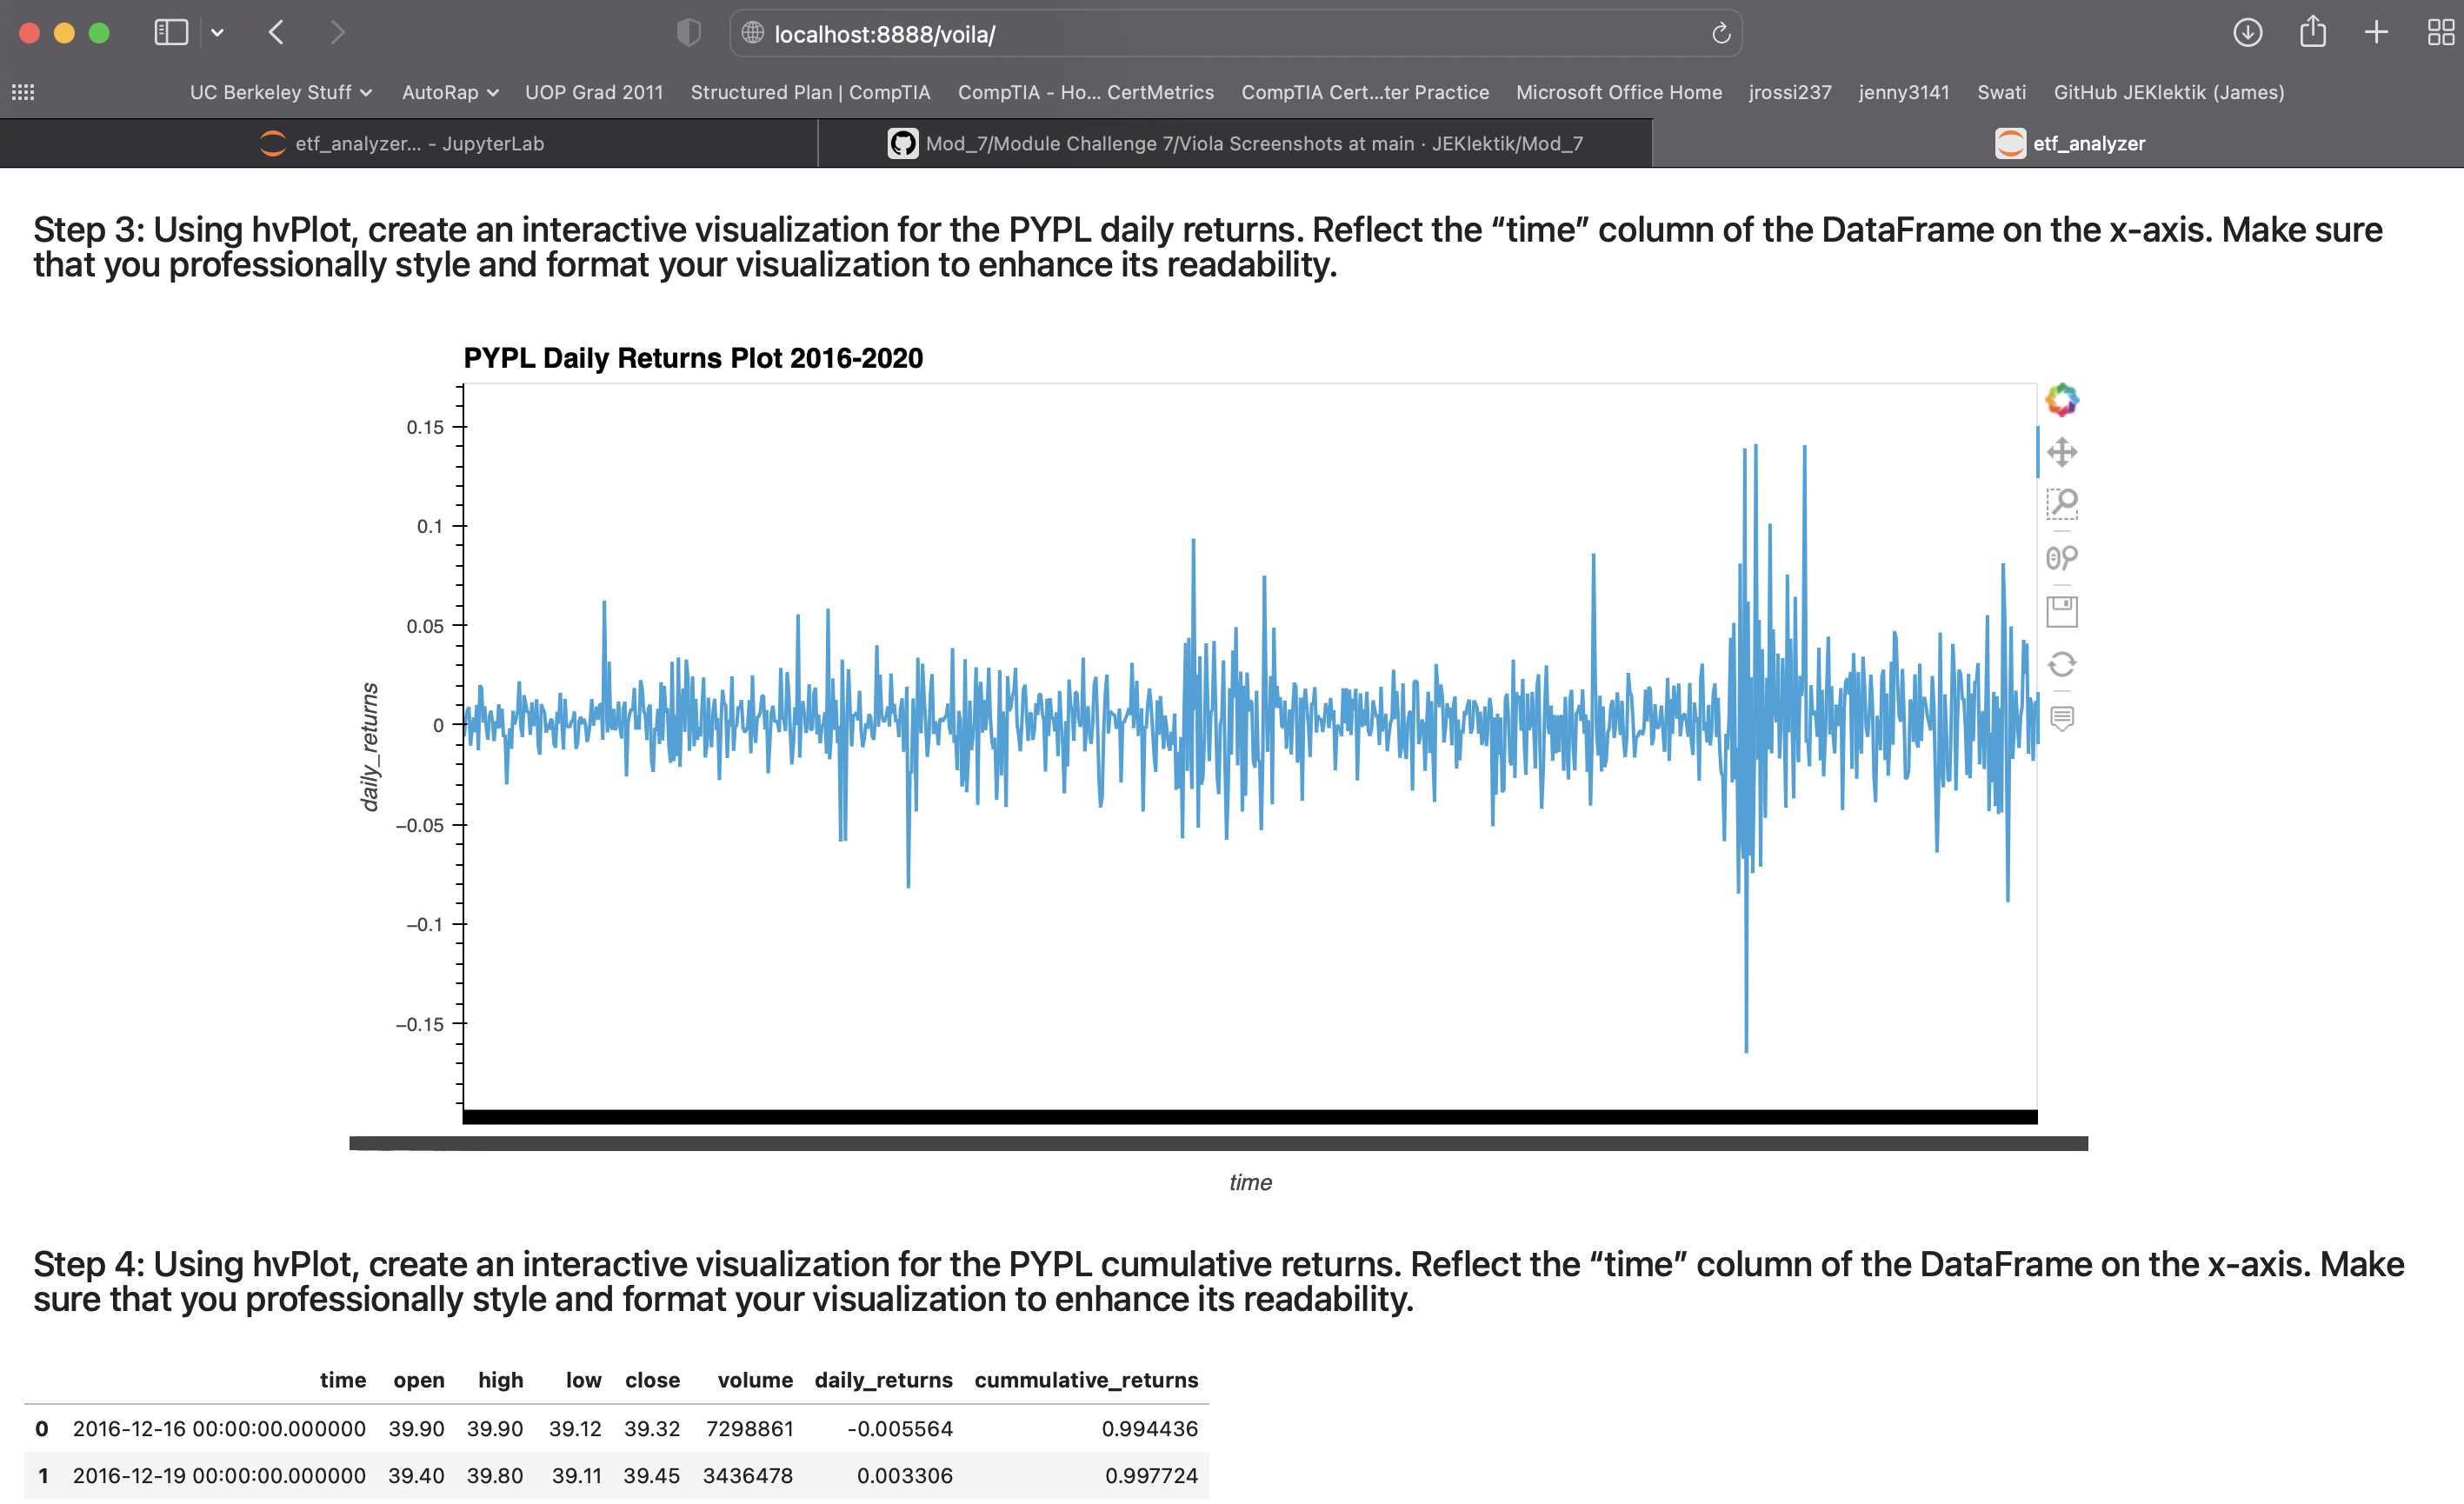 localhost:8888/voila/
UC Berkeley Stuff AutoRap UOP Grad 2011 Structured Plan | CompTIA CompTIA - Ho... CertMetrics CompTIA Cert...ter Practice Microsoft Office Home jrossi237 jenny3141 Swati GitHub JEKlektik (James)
etf_analyzer... - JupyterLab Mod_7/Module Challenge 7/Viola Screenshots at main · JEKlektik/Mod_7 etf_analyzer
Step 3: Using hvPlot, create an interactive visualization for the PYPL daily returns. Reflect the “time” column of the DataFrame on the x-axis. Make sure
that you professionally style and format your visualization to enhance its readability.
PYPL Daily Returns Plot 2016-2020
0.15
0.1
0.05
0
−0.05
−0.1
−0.15
daily_returns
time
Step 4: Using hvPlot, create an interactive visualization for the PYPL cumulative returns. Reflect the “time” column of the DataFrame on the x-axis. Make
sure that you professionally style and format your visualization to enhance its readability.
time open high low close volume daily_returns cummulative_returns
0 2016-12-16 00:00:00.000000 39.90 39.90 39.12 39.32 7298861 -0.005564 0.994436
1 2016-12-19 00:00:00.000000 39.40 39.80 39.11 39.45 3436478 0.003306 0.997724